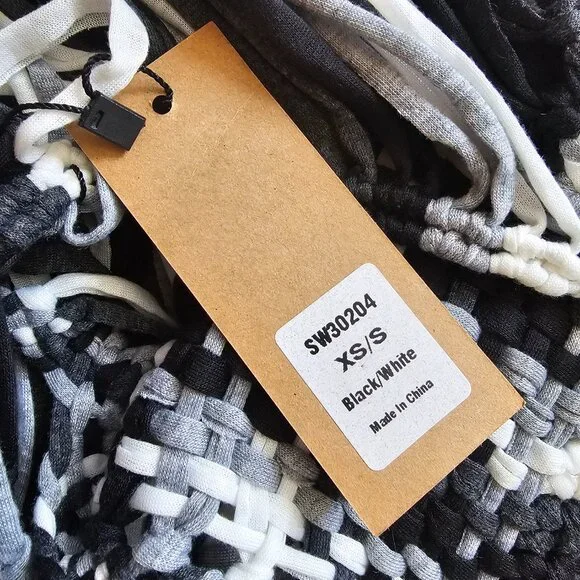 SW30204
XS/S
Black/White
Made In China